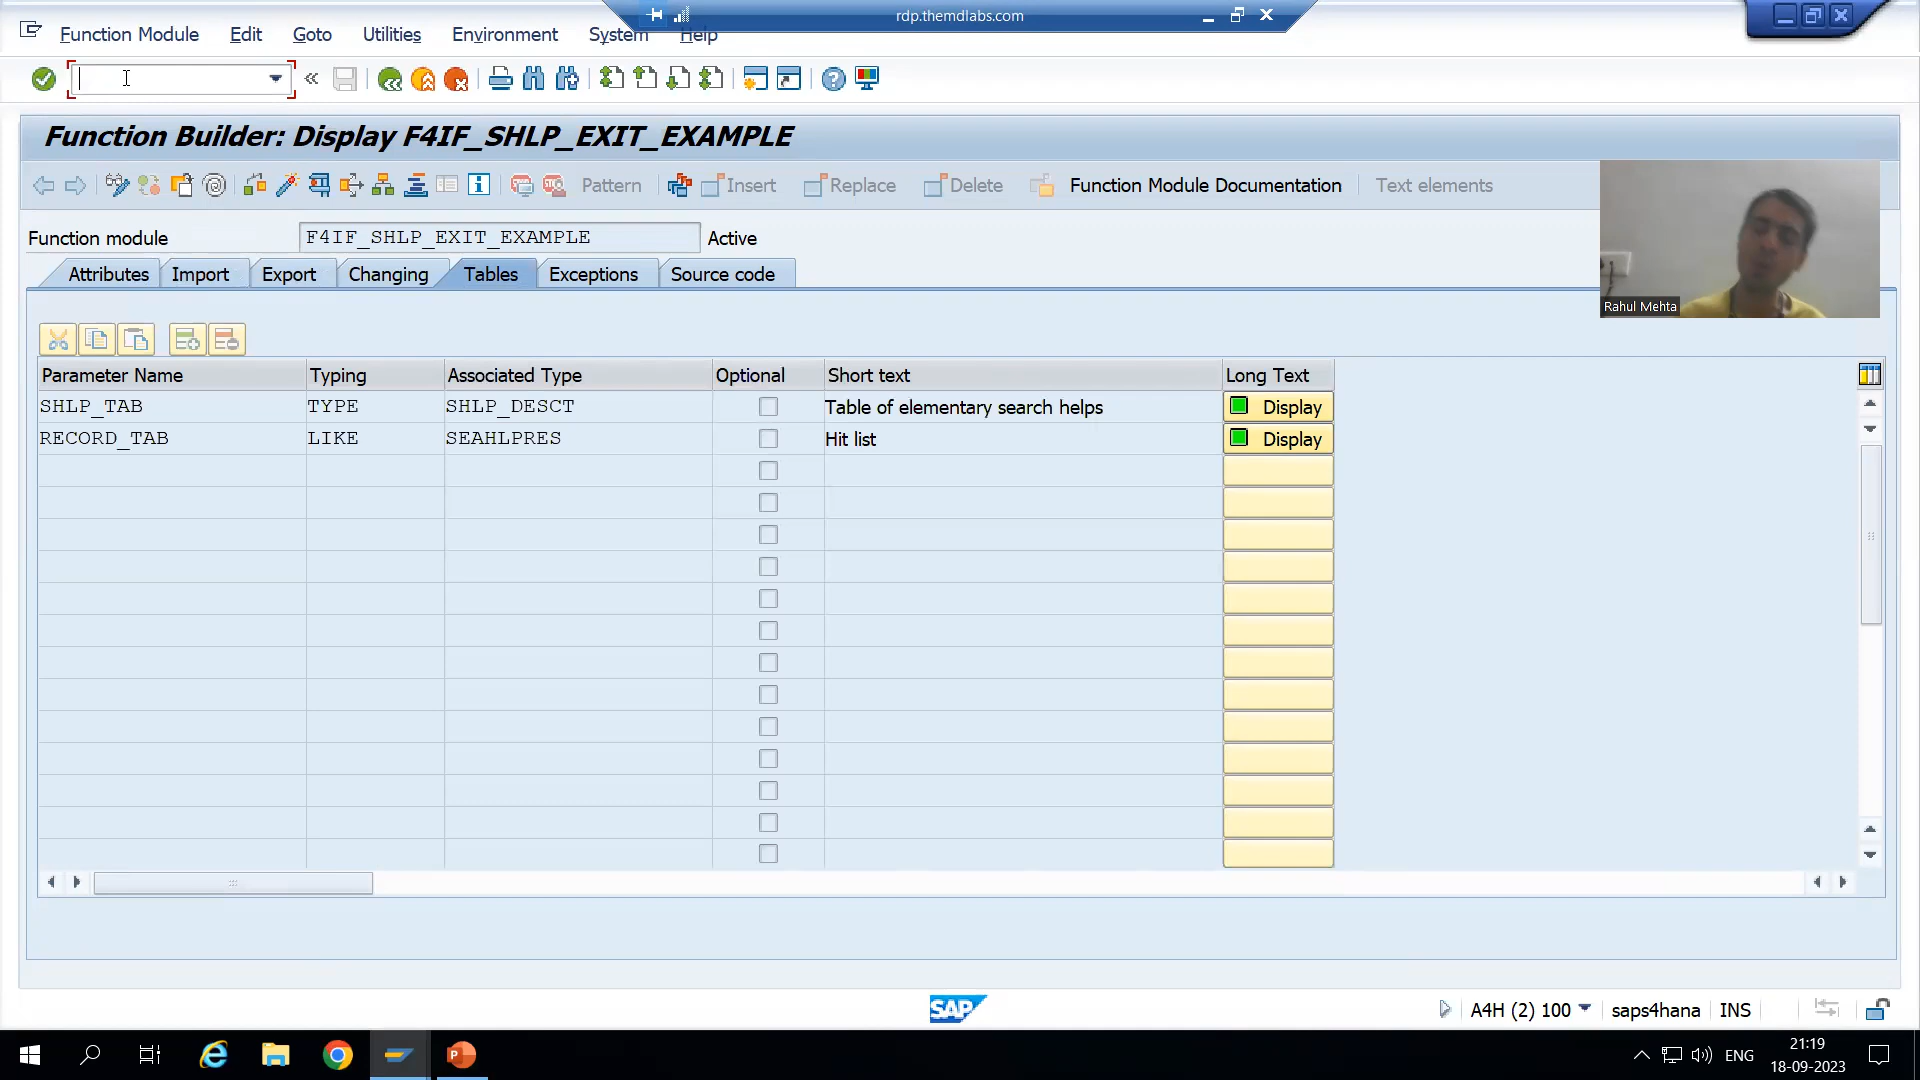 rdp.themdlabs.com
Function Module Edit Goto Utilities Environment System Help
Function Builder: Display F4IF_SHLP_EXIT_EXAMPLE
Pattern Insert Replace Delete Function Module Documentation Text elements
Function module F4IF_SHLP_EXIT_EXAMPLE Active
Attributes Import Export Changing Tables Exceptions Source code
Rahul Mehta
Parameter Name Typing Associated Type Optional Short text Long Text
SHLP_TAB TYPE SHLP_DESCT Table of elementary search helps Display
RECORD_TAB LIKE SEAHLPRES Hit list Display
SAP A4H (2) 100 saps4hana INS
ENG 21:19
18-09-2023